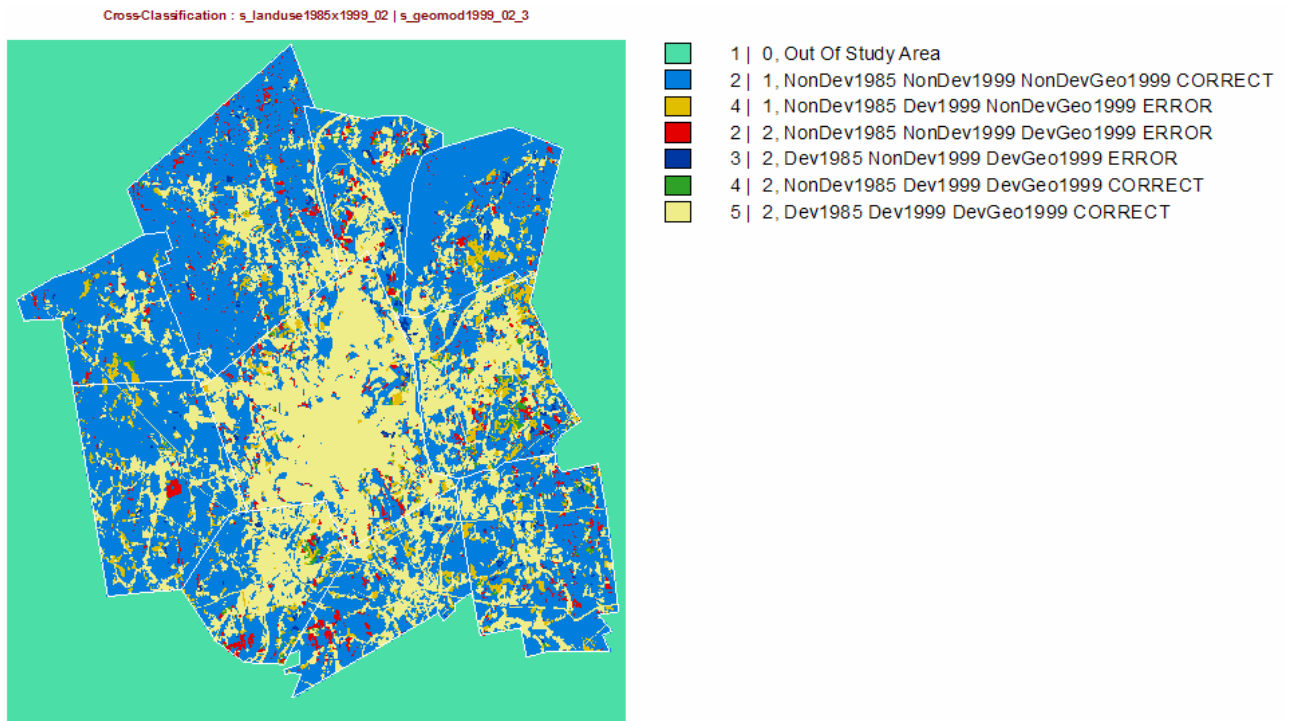 Cross-Classification : s_landuse1985x1999_02 | s_geomod1999_02_3
1 | 0, Out Of Study Area
2 | 1, NonDev1985 NonDev1999 NonDevGeo1999 CORRECT
4 | 1, NonDev1985 Dev1999 NonDevGeo1999 ERROR
2 | 2, NonDev1985 NonDev1999 DevGeo1999 ERROR
3 | 2, Dev1985 NonDev1999 DevGeo1999 ERROR
4 | 2, NonDev1985 Dev1999 DevGeo1999 CORRECT
5 | 2, Dev1985 Dev1999 DevGeo1999 CORRECT